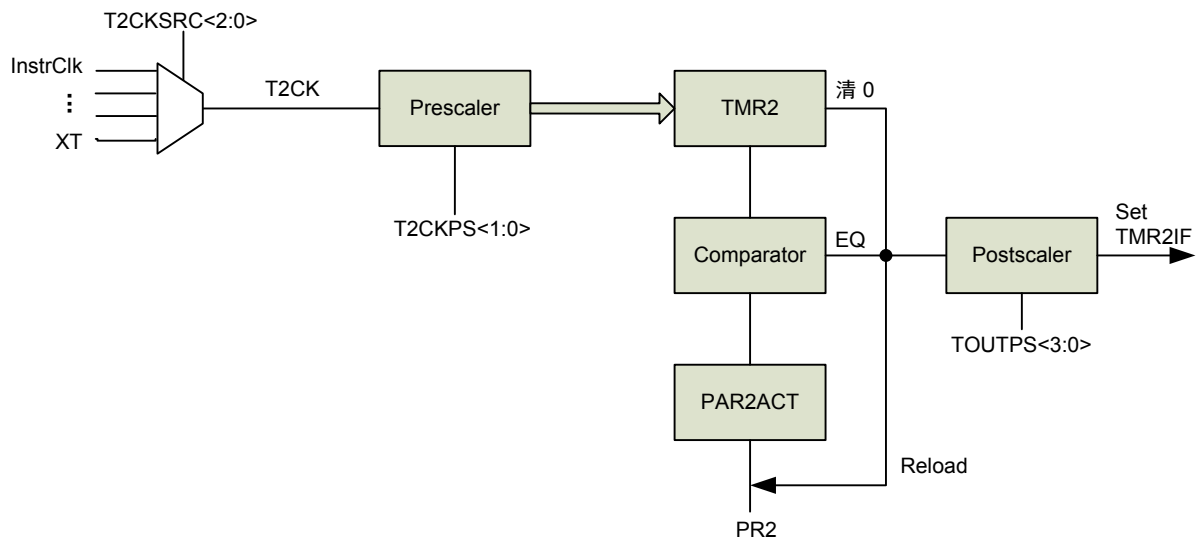 T2CKSRC<2:0>
InstrClk
XT
T2CK
Prescaler
T2CKPS<1:0>
TMR2
清 0
Comparator
EQ
Postscaler
Set
TMR2IF
TOUTPS<3:0>
PAR2ACT
Reload
PR2